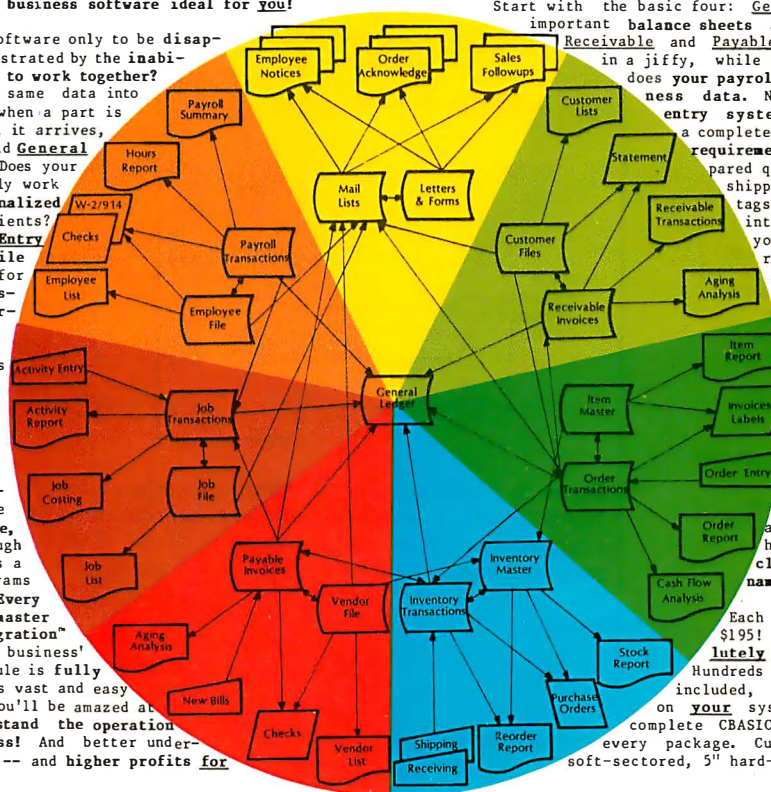 business software ideal for you!
oftware only to be disap-
strated by the inabi-
to work together?
same data into
when a part is
it arrives,
d General
Does your
ly work
nalized
ients?
Entry
ile
for
s-
r-
s
-
e
e,
ugh
s a
rams
Every
master
gration™
business'
ule is fully
s vast and easy
ou'll be amazed at
stand the operation
ss! And better under-
-- and higher profits for
Start with the basic four: Ge
important balance sheets
Receivable and Payable
in a jiffy, while
does your payrol
ness data. N
entry syste
a complete
requireme
pared q
shipp
tags
int
yo
r
a
h
cl
nam
Each
$195!
lutely
Hundreds
included,
on your sys
complete CBASIC
every package. Cu
soft-sectored, 5" hard-
Employee
Notices
Order
Acknowledge
Sales
Followups
Mail
Lists
Letters
& Forms
Payroll
Summary
Hours
Report
W-2/914
Checks
Employee
List
Payroll
Transactions
Employee
File
Customer
Lists
Statement
Receivable
Transactions
Aging
Analysis
Customer
Files
Receivable
Invoices
General
Ledger
Activity Entry
Activity
Report
Job
Costing
Job
List
Job
Transactions
Job
File
Item
Report
Invoices
Labels
Order Entry
Order
Report
Cash Flow
Analysis
Item
Master
Order
Transactions
Payable
Invoices
Vendor
File
Aging
Analysis
New Bills
Checks
Vendor
List
Inventory
Master
Inventory
Transactions
Stock
Report
Purchase
Orders
Reorder
Report
Shipping
Receiving